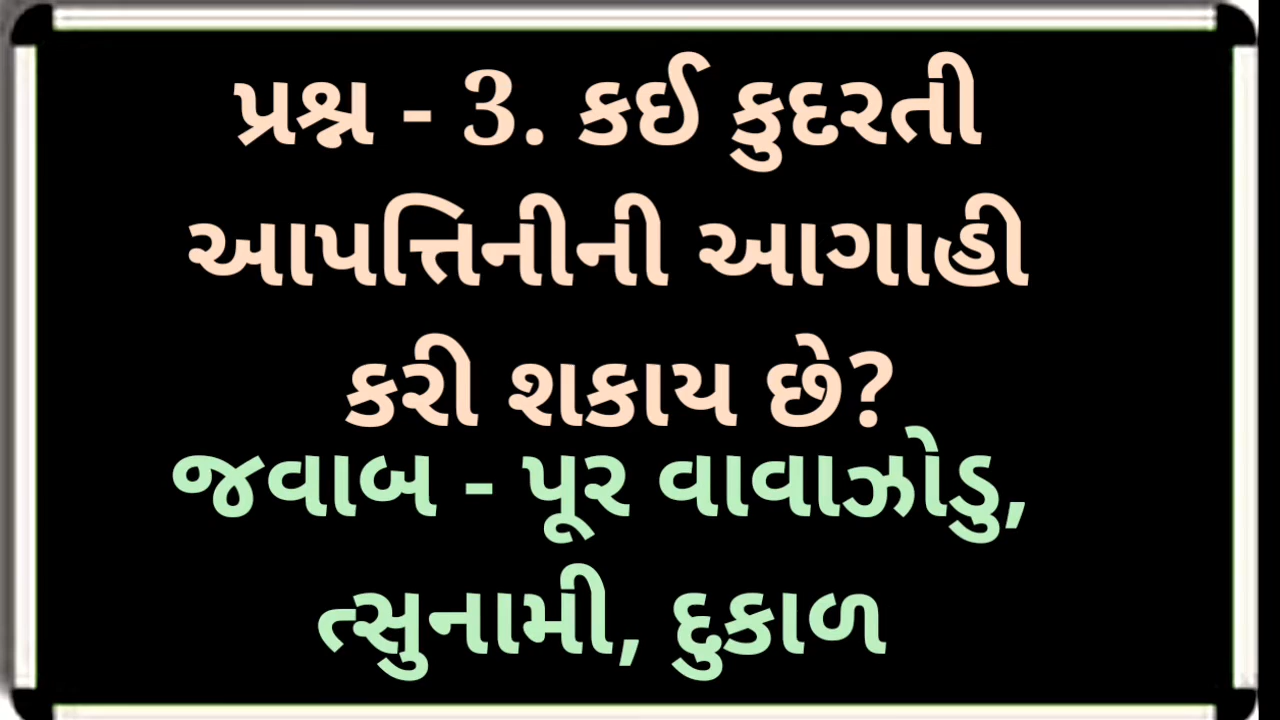 પ્રશ્ન - 3. કઈ કુદરતી
આપત્તિનીની આગાહી
કરી શકાય છે?
જવાબ - પૂર વાવાઝોડુ,
ત્સુનામી, દુકાળ